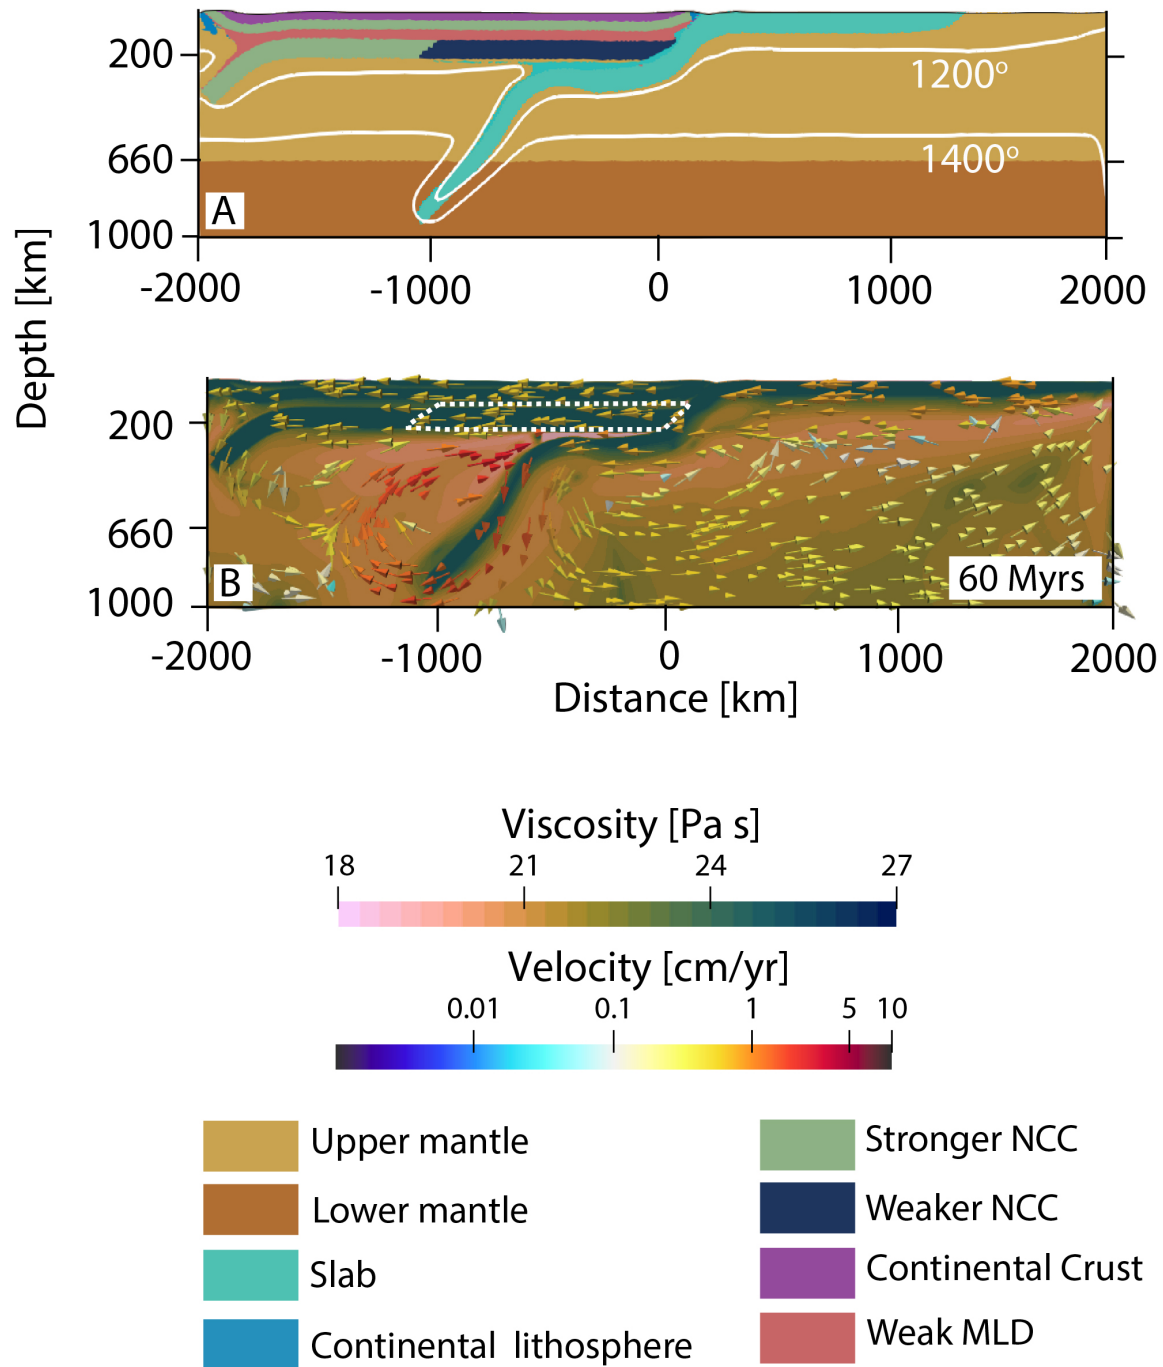 200
660
1000
A
1200°
1400°
-2000
-1000
0
1000
2000
Depth [km]
200
660
1000
B
60 Myrs
-2000
-1000
0
1000
2000
Distance [km]
Viscosity [Pa s]
18
21
24
27
Velocity [cm/yr]
0.01
0.1
1
5
10
Upper mantle
Lower mantle
Slab
Continental lithosphere
Stronger NCC
Weaker NCC
Continental Crust
Weak MLD